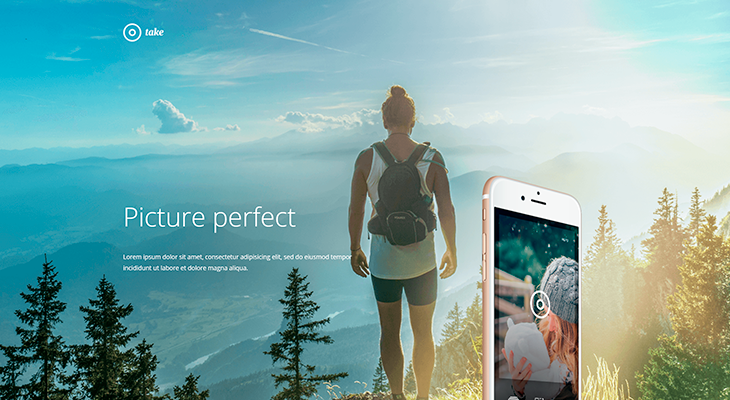 take
Picture perfect
Lorem ipsum dolor sit amet, consectetur adipisicing elit, sed do eiusmod tempor
incididunt ut labore et dolore magna aliqua.